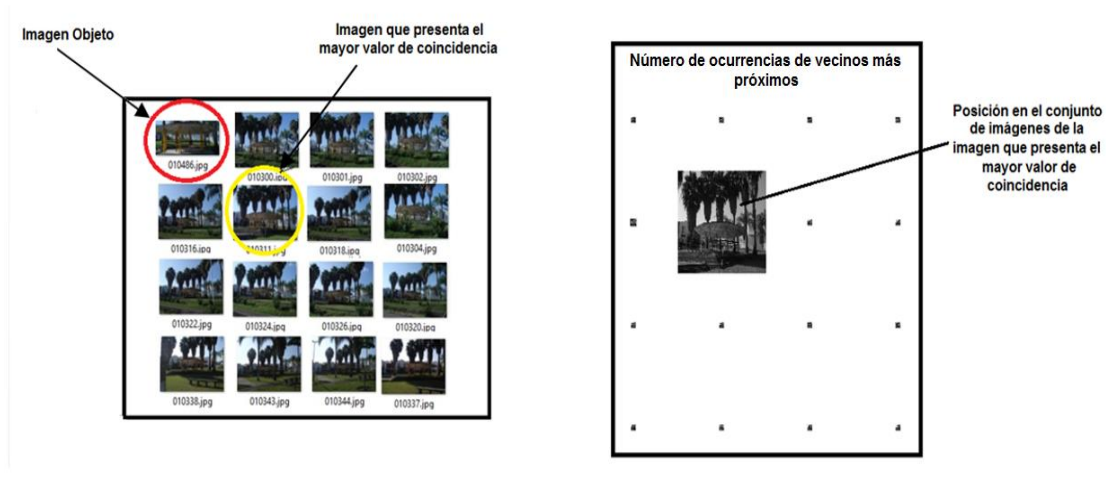 Imagen Objeto
Imagen que presenta el
mayor valor de coincidencia
010486.jpg
010300.jpg
010301.jpg
010302.jpg
010316.jpg
010311.jpg
010318.jpg
010304.jpg
010322.jpg
010324.jpg
010326.jpg
010320.jpg
010338.jpg
010343.jpg
010344.jpg
010337.jpg
Número de ocurrencias de vecinos más
próximos
Posición en el conjunto
de imágenes de la
imagen que presenta el
mayor valor de
coincidencia